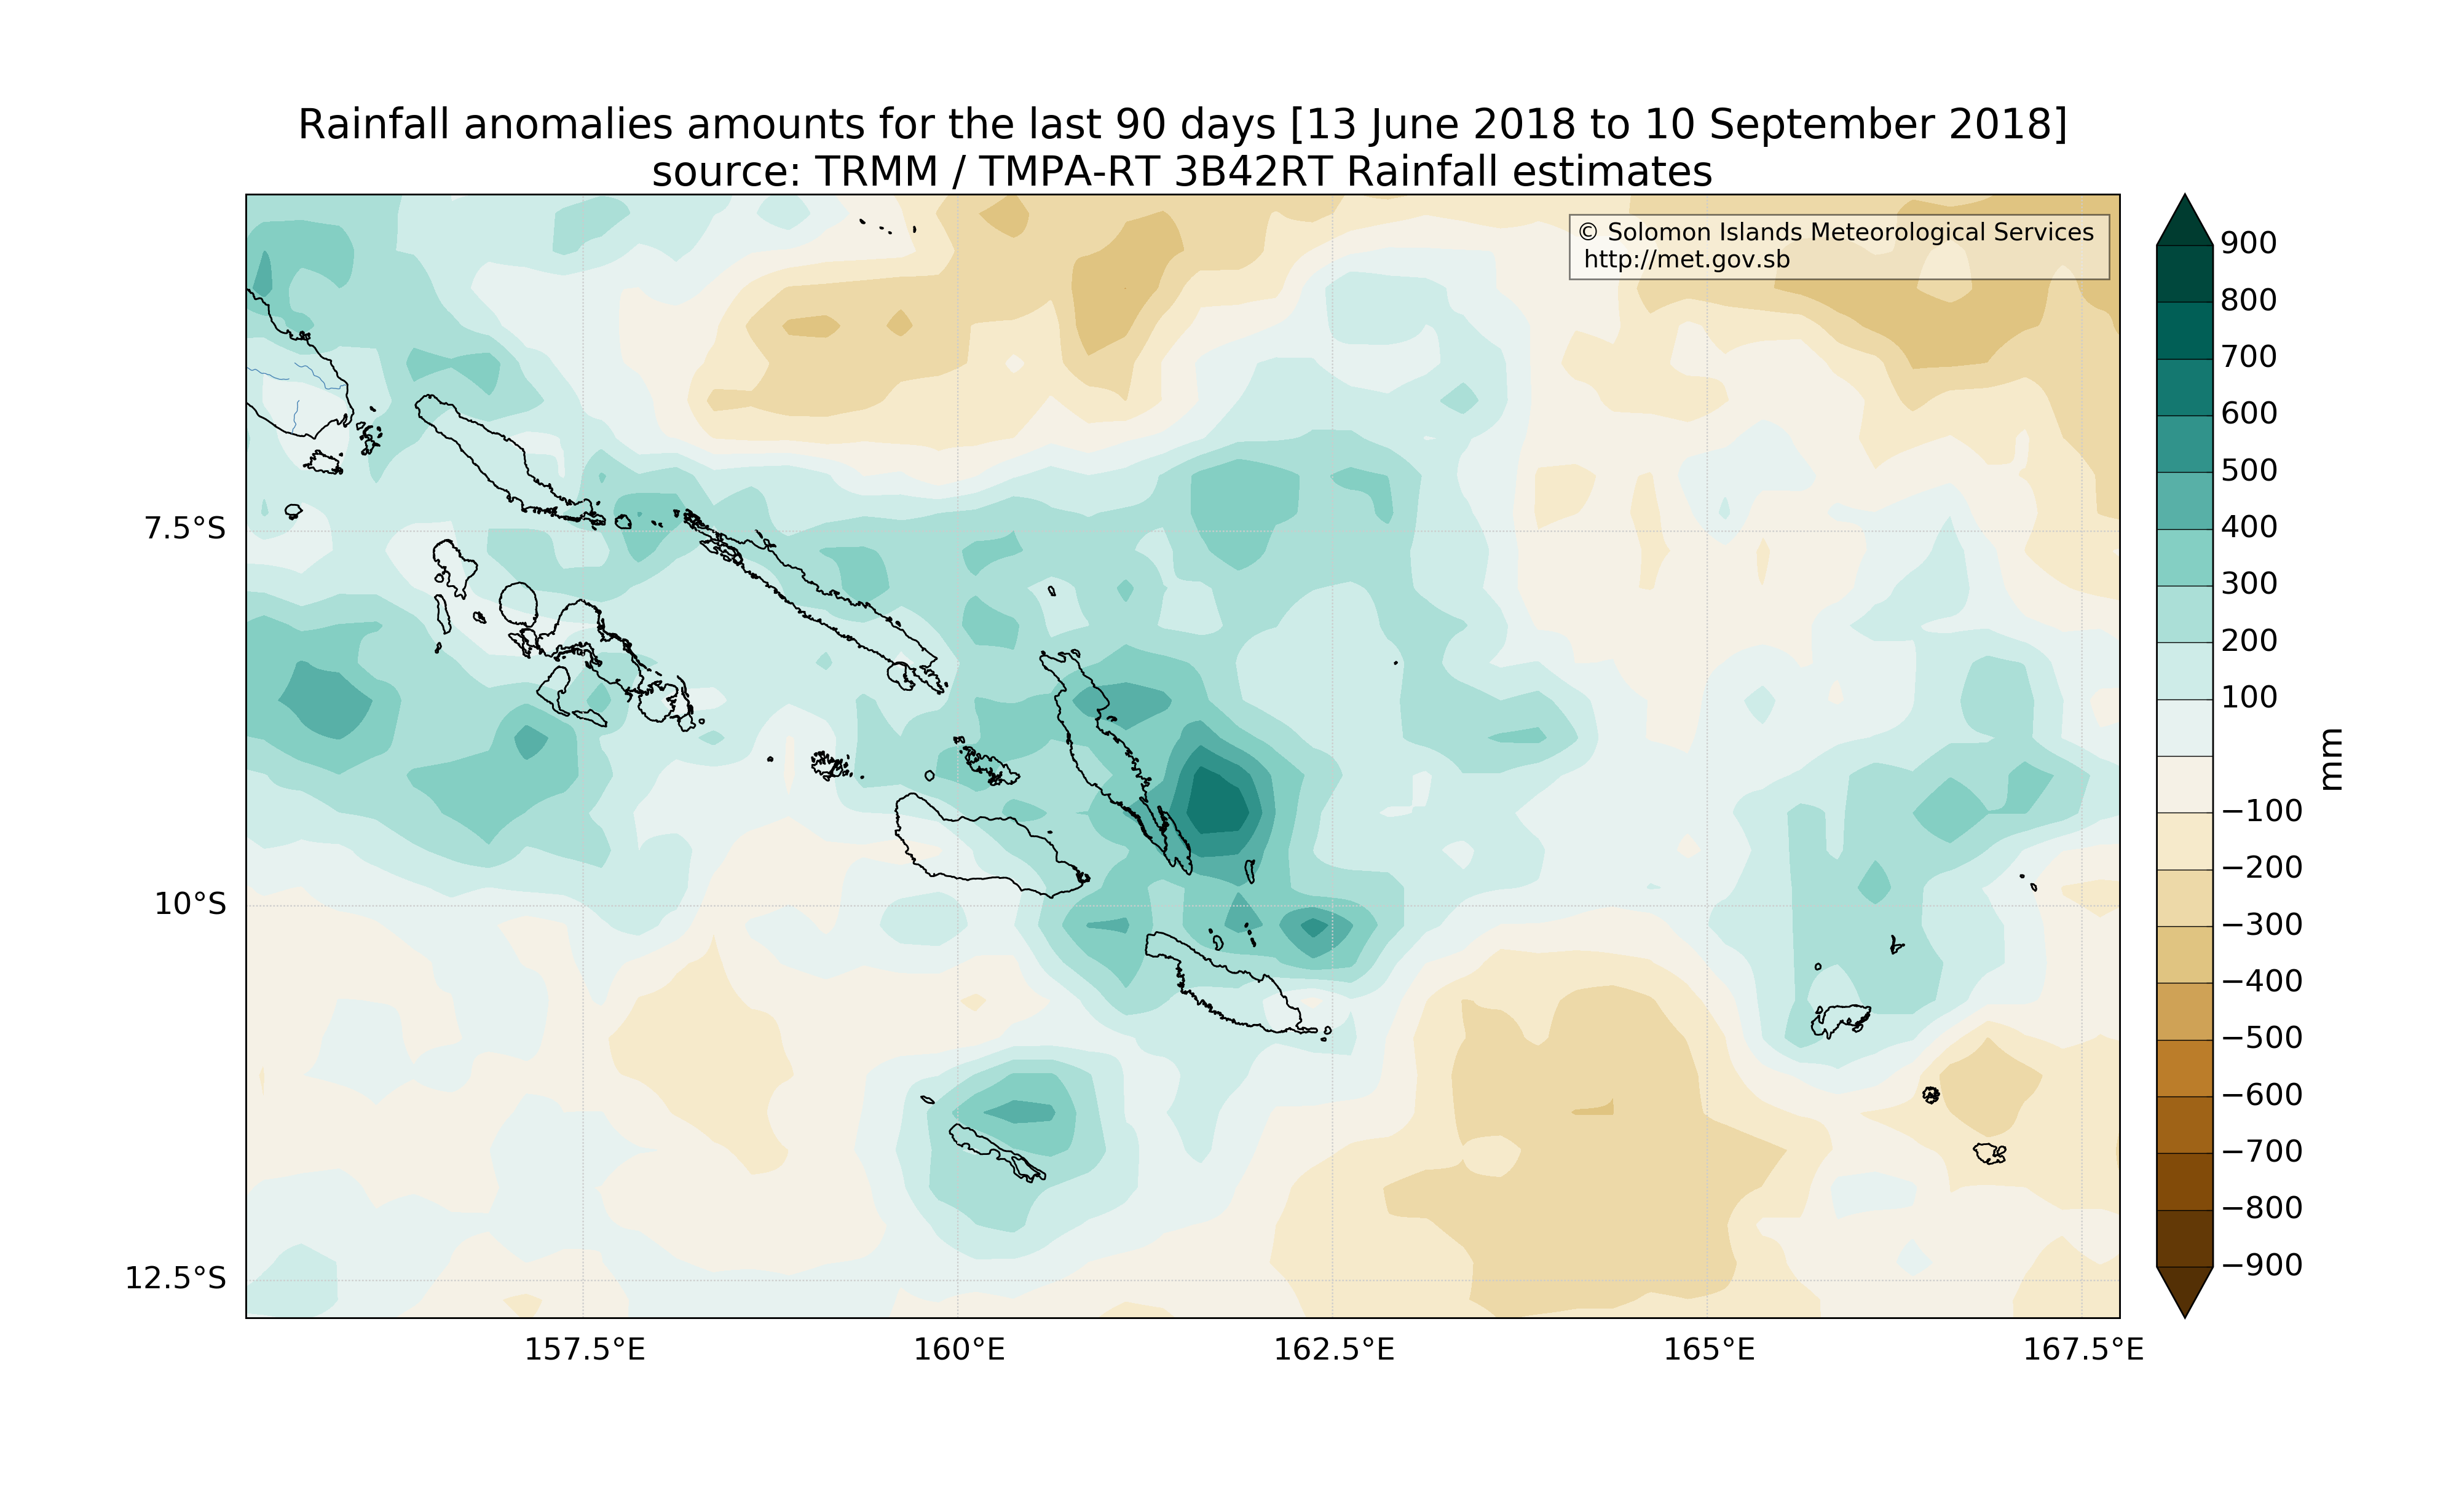 Rainfall anomalies amounts for the last 90 days [13 June 2018 to 10 September 2018]
source: TRMM / TMPA-RT 3B42RT Rainfall estimates
© Solomon Islands Meteorological Services
http://met.gov.sb
7.5°S
10°S
12.5°S
157.5°E
160°E
162.5°E
165°E
167.5°E
900
800
700
600
500
400
300
200
100
−100
−200
−300
−400
−500
−600
−700
−800
−900
mm